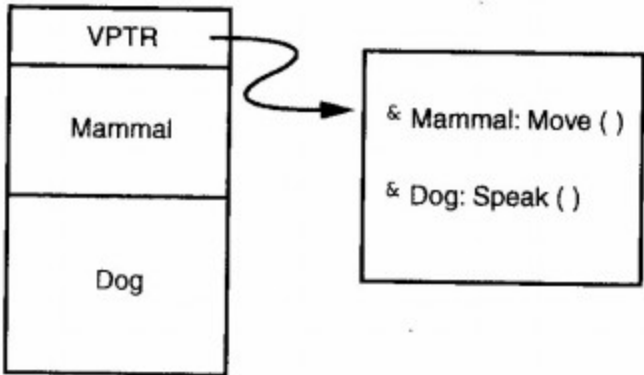 VPTR
Mammal
Dog
& Mammal: Move ( )
& Dog: Speak ( )